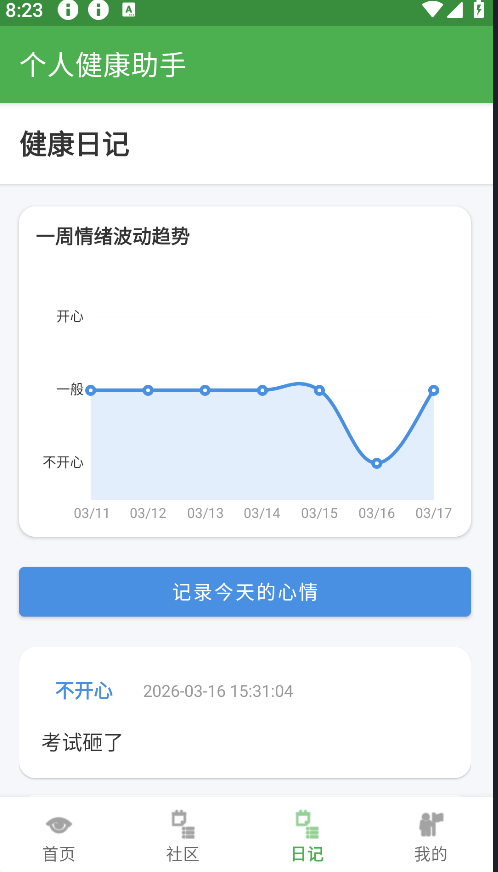 8:23
个人健康助手
健康日记
一周情绪波动趋势
开心
一般
不开心
03/11 03/12 03/13 03/14 03/15 03/16 03/17
记录今天的心情
不开心 2026-03-16 15:31:04
考试砸了
首页 社区 日记 我的